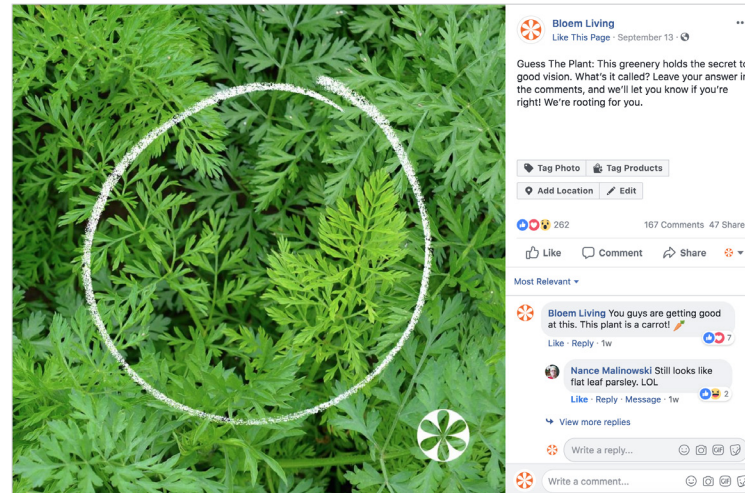 Bloem Living
Like This Page · September 13 ·
Guess The Plant: This greenery holds the secret to
good vision. What's it called? Leave your answer in
the comments, and we'll let you know if you're
right! We're rooting for you.
Tag Photo Tag Products
Add Location Edit
262 167 Comments 47 Share
Like Comment Share
Most Relevant
Bloem Living You guys are getting good
at this. This plant is a carrot! 🥕
Like · Reply · 1w 7
Nance Malinowski Still looks like
flat leaf parsley. LOL
Like · Reply · Message · 1w 2
View more replies
Write a reply... GIF
Write a comment... GIF